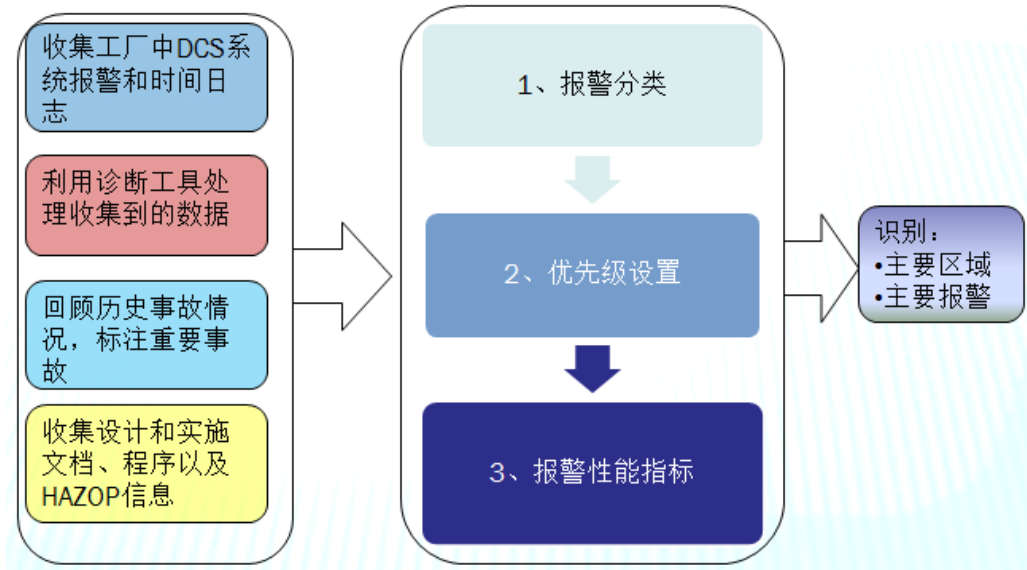 收集工厂中DCS系
统报警和时间日
志
利用诊断工具处
理收集到的数据
回顾历史事故情
况，标注重要事
故
收集设计和实施
文档、程序以及
HAZOP信息
1、报警分类
2、优先级设置
3、报警性能指标
识别：
•主要区域
•主要报警